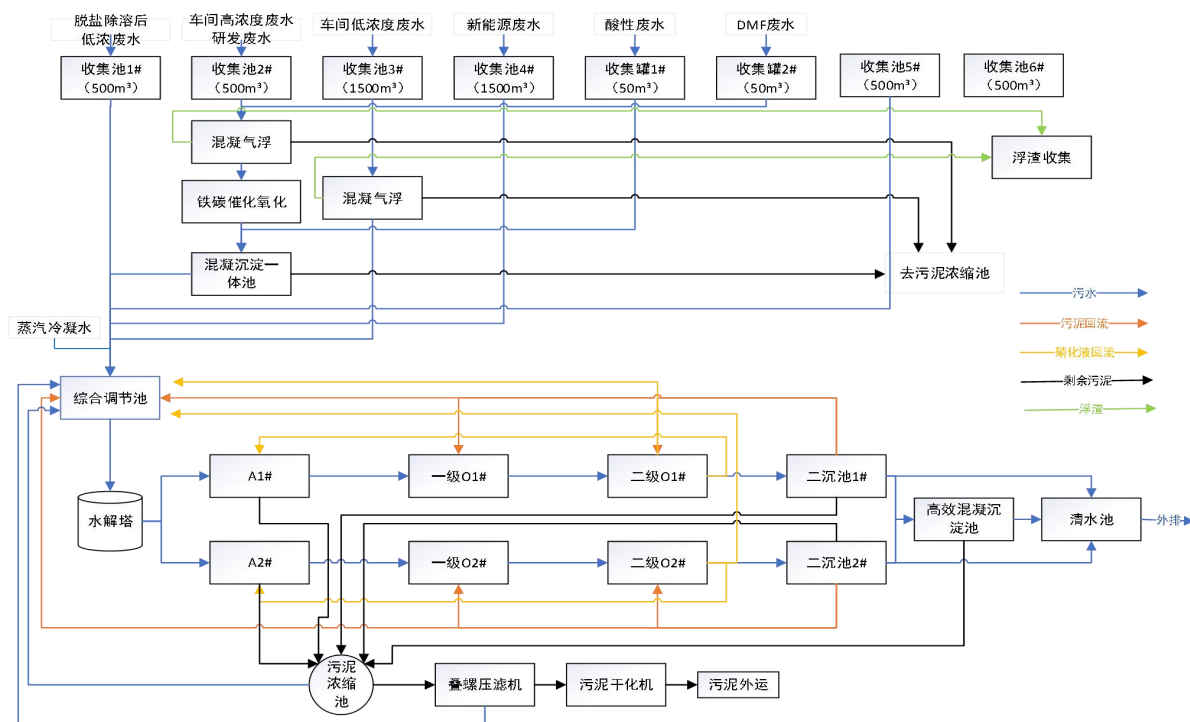 脱盐除溶后
低浓废水
车间高浓度废水
研发废水
车间低浓度废水
新能源废水
酸性废水
DMF废水
收集池1#
（500m³）
收集池2#
（500m³）
收集池3#
（1500m³）
收集池4#
（1500m³）
收集罐1#
（50m³）
收集罐2#
（50m³）
收集池5#
（500m³）
收集池6#
（500m³）
混凝气浮
浮渣收集
铁碳催化氧化
混凝气浮
混凝沉淀一
体池
去污泥浓缩池
污水
蒸汽冷凝水
污泥回流
硝化液回流
剩余污泥
浮渣
综合调节池
A1#
一级O1#
二级O1#
二沉池1#
水解塔
高效混凝沉
淀池
清水池
外排
A2#
一级O2#
二级O2#
二沉池2#
污泥
浓缩
池
叠螺压滤机
污泥干化机
污泥外运